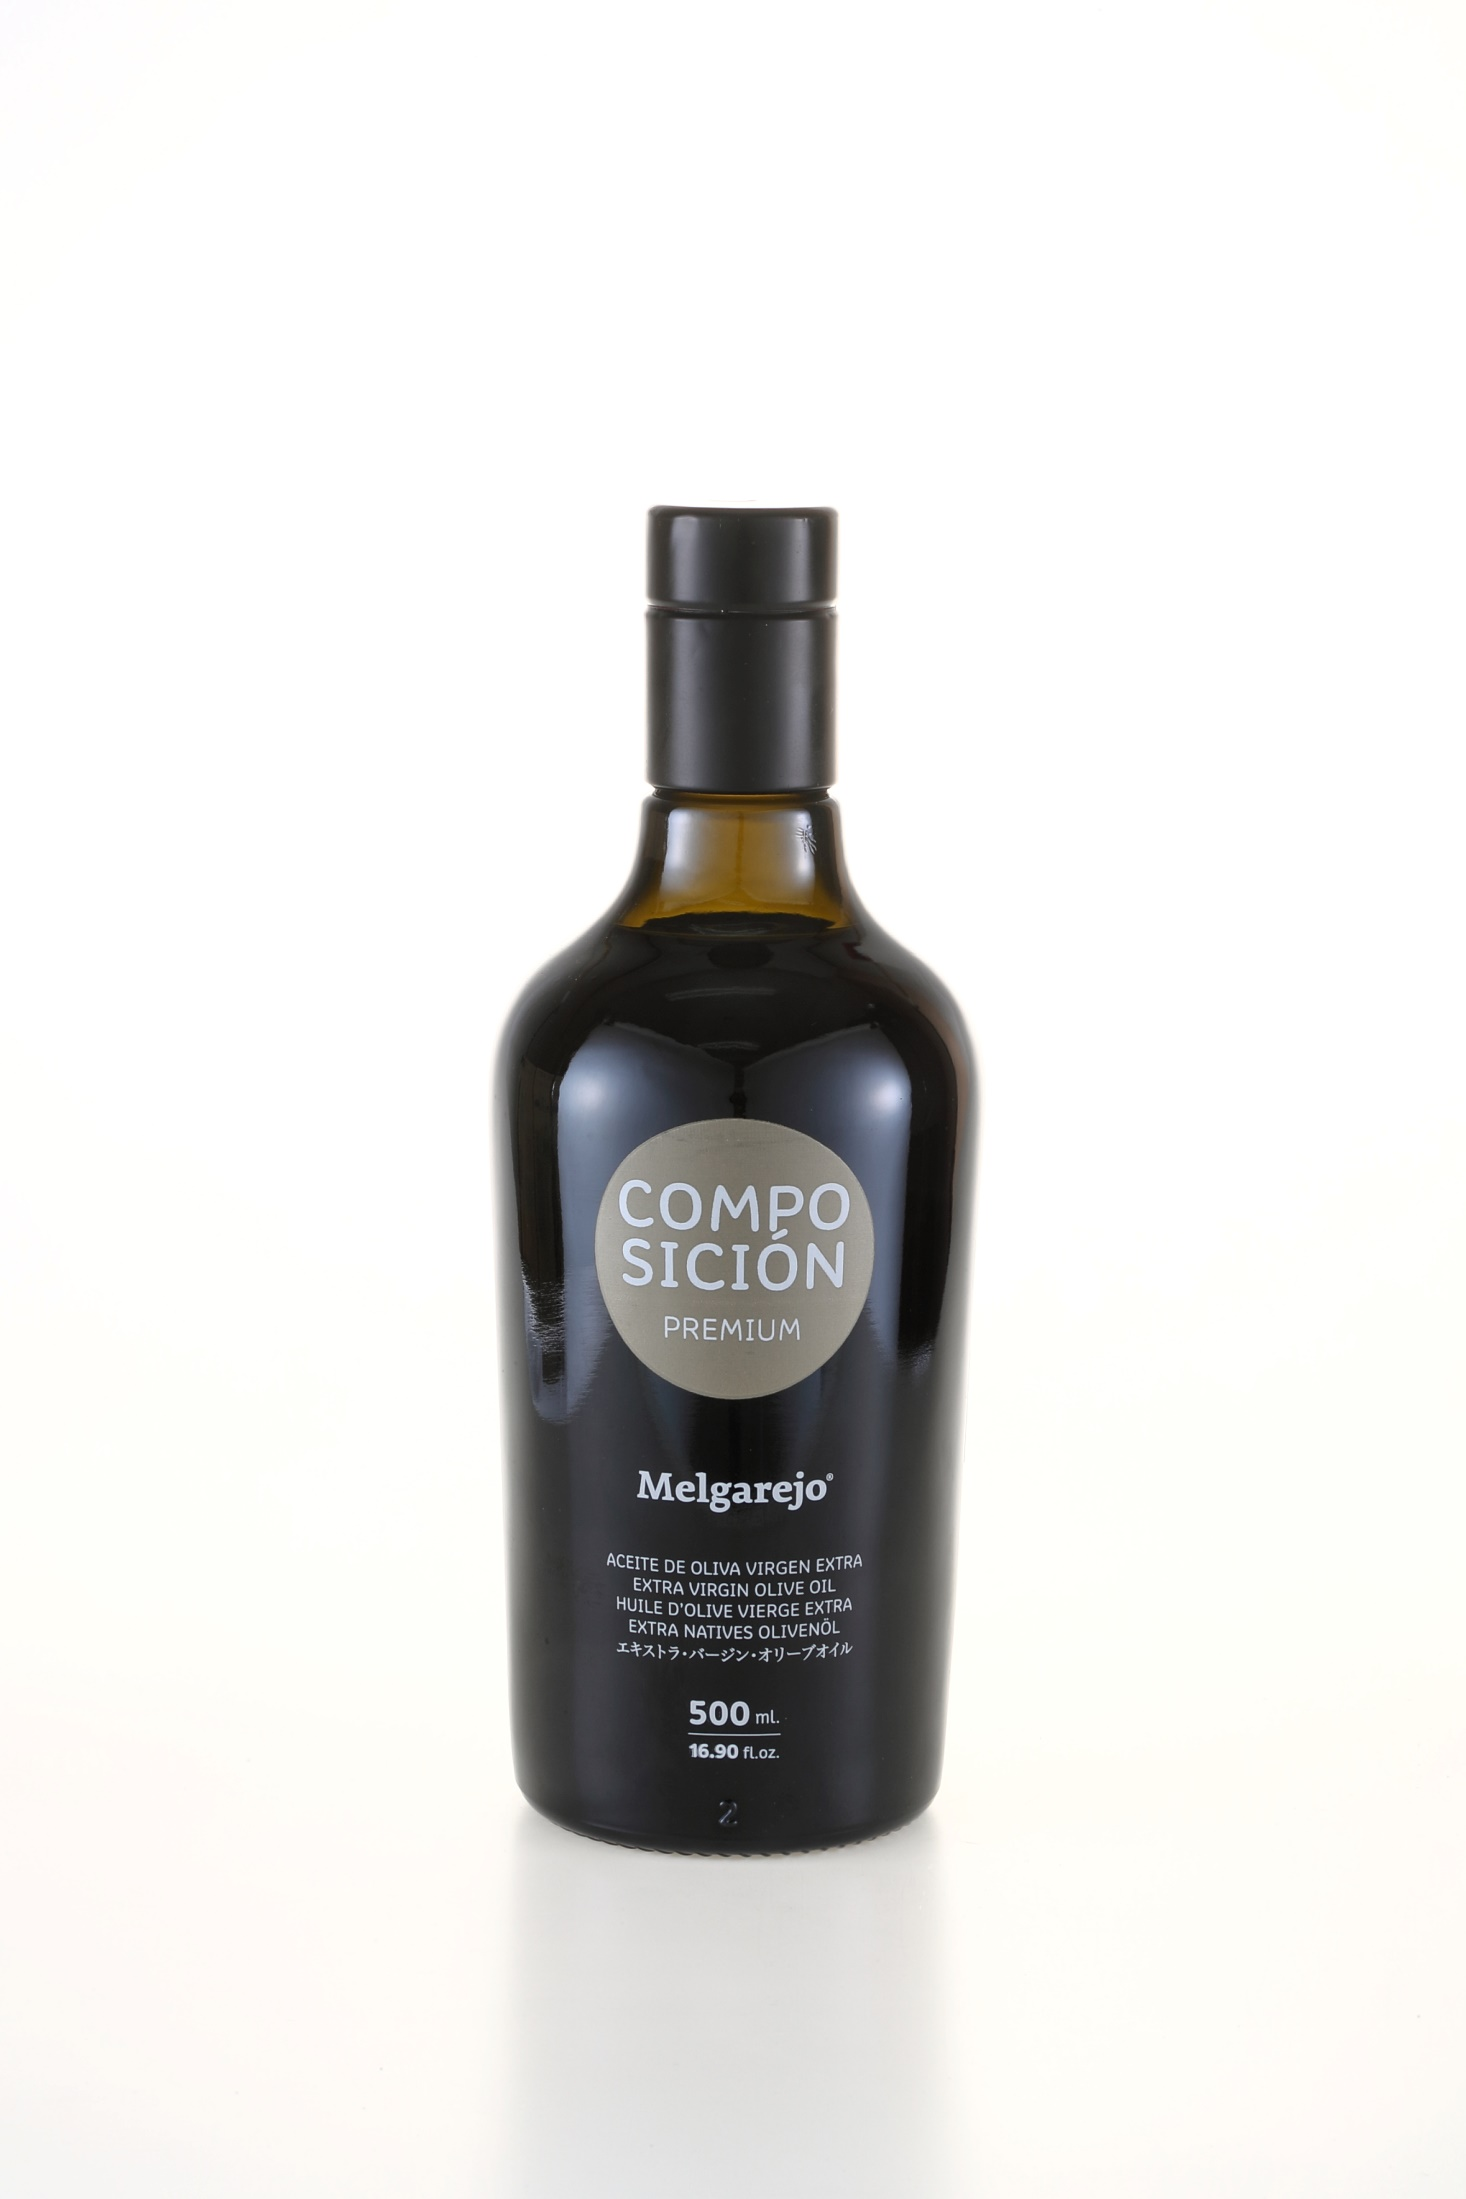 COMPO
SICIÓN
PREMIUM
Melgarejo®
ACEITE DE OLIVA VIRGEN EXTRA
EXTRA VIRGIN OLIVE OIL
HUILE D'OLIVE VIERGE EXTRA
EXTRA NATIVES OLIVENÖL
エキストラ・バージン・オリーブオイル
500 ml.
16.90 fl.oz.
2